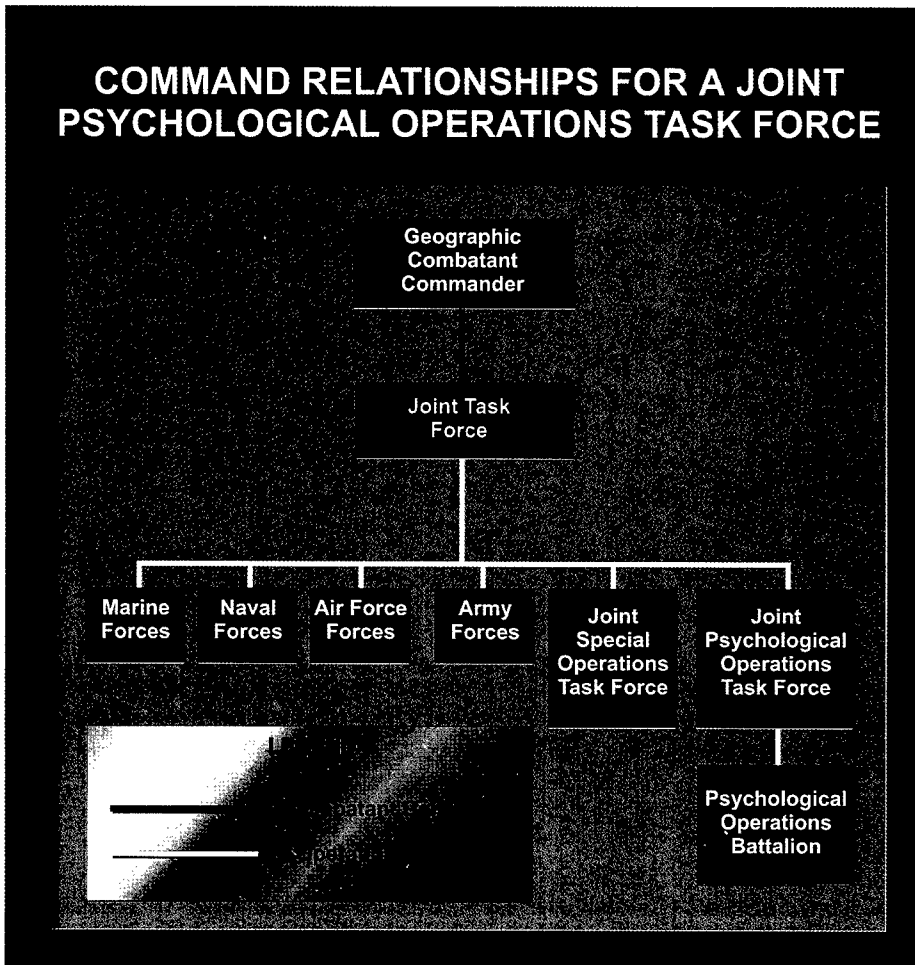 COMMAND RELATIONSHIPS FOR A JOINT
PSYCHOLOGICAL OPERATIONS TASK FORCE
Geographic
Combatant
Commander
Joint Task
Force
Marine
Forces
Naval
Forces
Air Force
Forces
Army
Forces
Joint
Special
Operations
Task Force
Joint
Psychological
Operations
Task Force
Psychological
Operations
Battalion